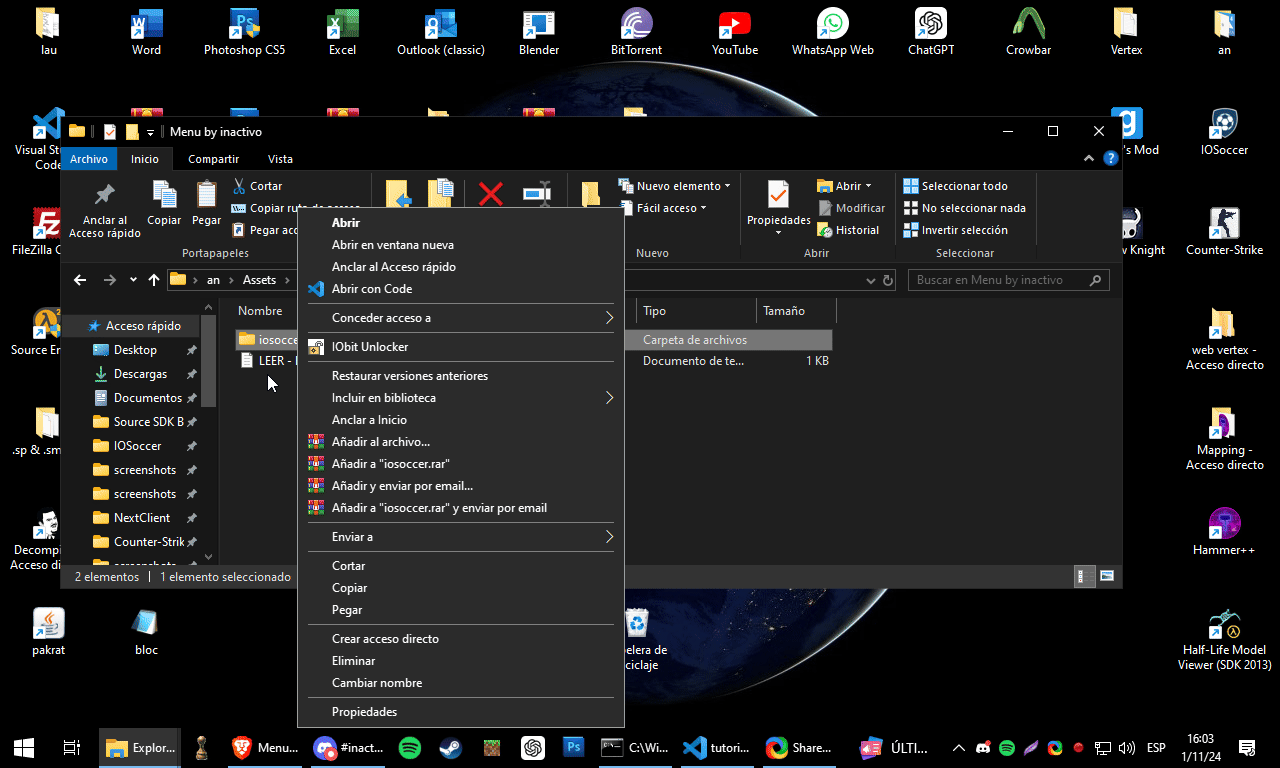 lau
Word
Photoshop CS5
Excel
Outlook (classic)
Blender
BitTorrent
YouTube
WhatsApp Web
ChatGPT
Crowbar
Vertex
an
Menu by inactivo
Archivo
Inicio
Compartir
Vista
Anclar al
Acceso rápido
Copiar
Pegar
Cortar
Copiar ruta de acceso
Pegar acc
Portapapeles
Nuevo elemento
Fácil acceso
Nuevo
Propiedades
Abrir
Modificar
Historial
Abrir
Seleccionar todo
No seleccionar nada
Invertir selección
Seleccionar
an
Assets
Buscar en Menu by inactivo
Nombre
Tipo
Tamaño
iosocce
Carpeta de archivos
LEER -
Documento de te...
1 KB
Acceso rápido
Desktop
Descargas
Documentos
Source SDK B
IOSoccer
screenshots
screenshots
NextClient
Counter-Strik
screenshots
2 elementos
1 elemento seleccionado
Abrir
Abrir en ventana nueva
Anclar al Acceso rápido
Abrir con Code
Conceder acceso a
IObit Unlocker
Restaurar versiones anteriores
Incluir en biblioteca
Anclar a Inicio
Añadir al archivo...
Añadir a "iosoccer.rar"
Añadir y enviar por email...
Añadir a "iosoccer.rar" y enviar por email
Enviar a
Cortar
Copiar
Pegar
Crear acceso directo
Eliminar
Cambiar nombre
Propiedades
Visual St
Code
FileZilla C
Source En
.sp & .sm
Decompi
Acceso di
pakrat
bloc
's Mod
IOSoccer
w Knight
Counter-Strike
web vertex -
Acceso directo
Mapping -
Acceso directo
Hammer++
Half-Life Model
Viewer (SDK 2013)
elera de
ciclaje
Explor...
Menu...
#inact...
C:\Wi...
tutori...
Share...
ÚLTI...
ESP
16:03
1/11/24